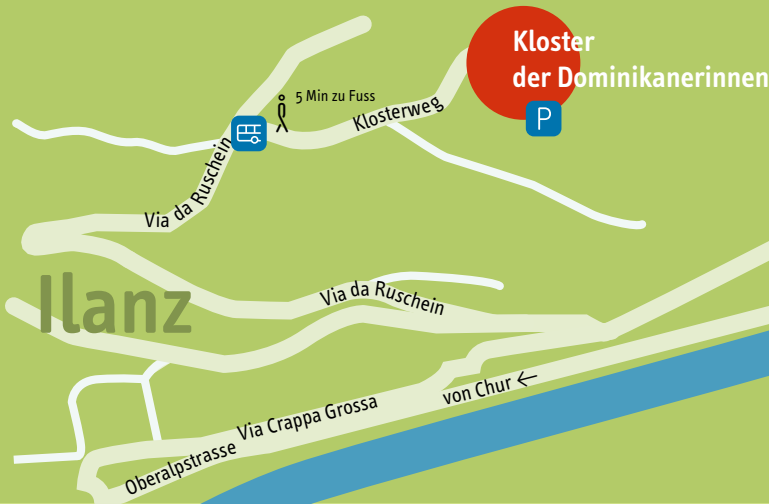 Kloster
der Dominikanerinnen
P
5 Min zu Fuss
Klosterweg
Via da Ruschein
Ilanz
Via da Ruschein
von Chur ←
Via Crappa Grossa
Oberalpstrasse